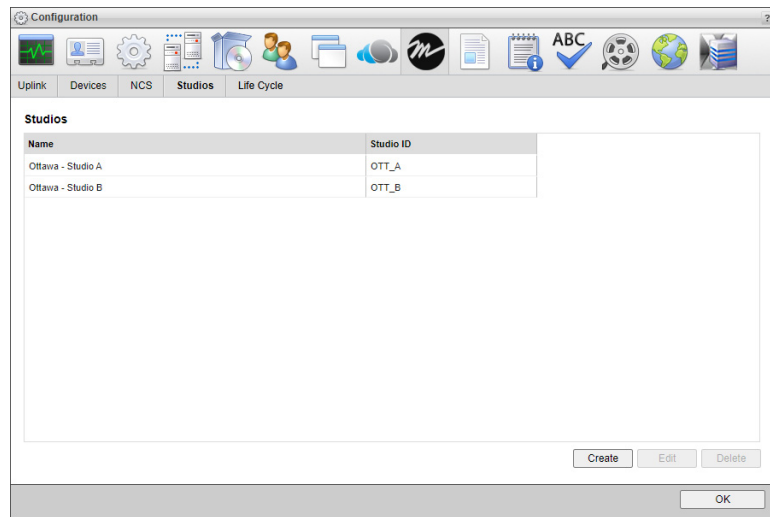 Configuration ?
ABC
Uplink Devices NCS Studios Life Cycle
Studios
Name Studio ID
Ottawa - Studio A OTT_A
Ottawa - Studio B OTT_B
Create Edit Delete
OK